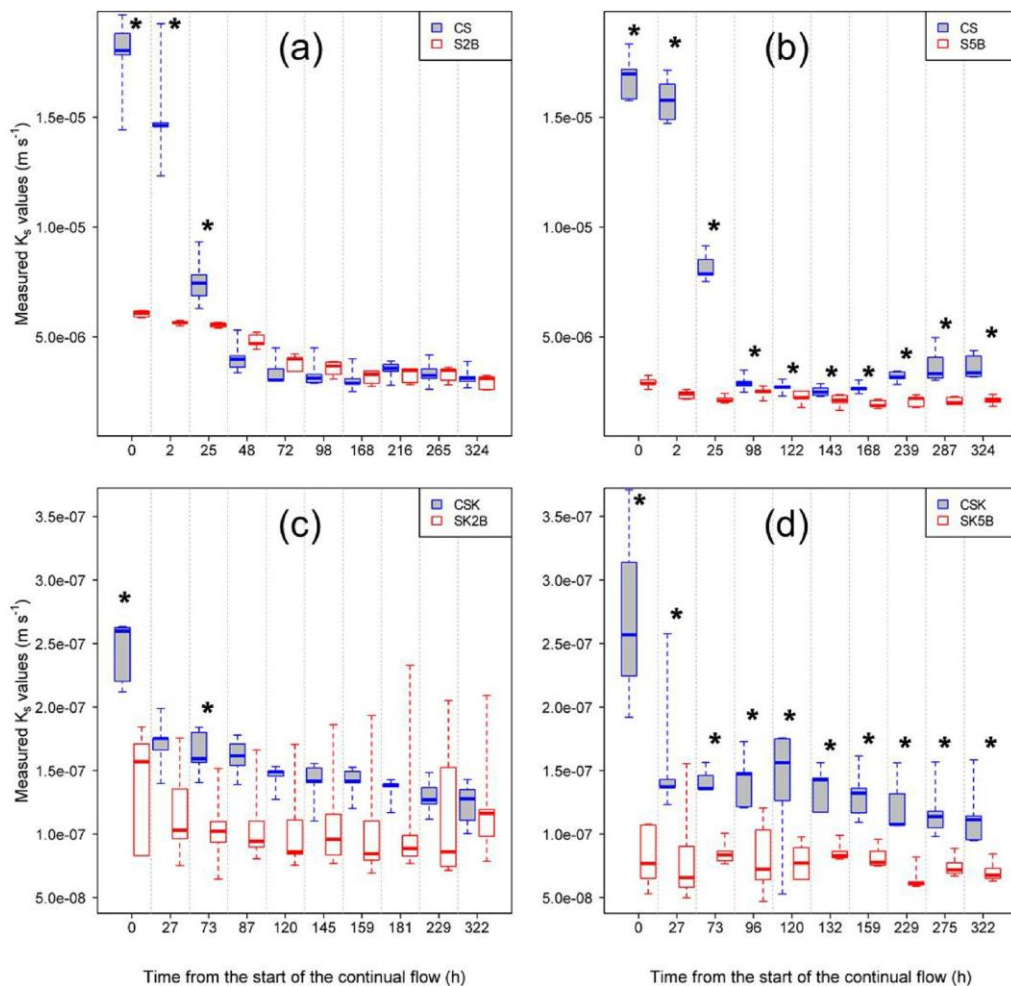 (a)
CS
S2B
* * *
Measured Ks values (m s-1)
1.5e-05
1.0e-05
5.0e-06
0 2 25 48 72 98 168 216 265 324
(b)
CS
S5B
* * * * * * * * * *
1.5e-05
1.0e-05
5.0e-06
0 2 25 98 122 143 168 239 287 324
(c)
CSK
SK2B
* *
Measured Ks values (m s-1)
3.5e-07
3.0e-07
2.5e-07
2.0e-07
1.5e-07
1.0e-07
5.0e-08
0 27 73 87 120 145 159 181 229 322
Time from the start of the continual flow (h)
(d)
CSK
SK5B
* * * * * * * * * *
3.5e-07
3.0e-07
2.5e-07
2.0e-07
1.5e-07
1.0e-07
5.0e-08
0 27 73 96 120 132 159 229 275 322
Time from the start of the continual flow (h)